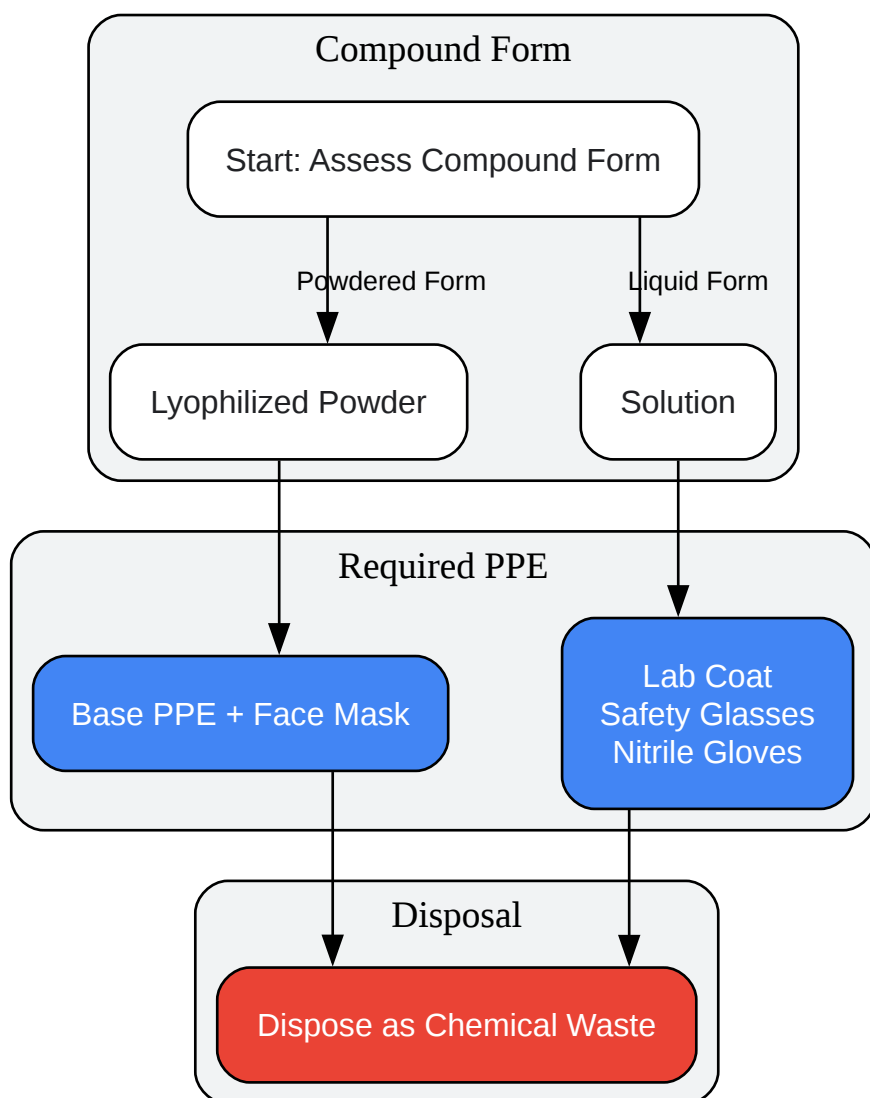 Compound Form
Start: Assess Compound Form
Powdered Form
Liquid Form
Lyophilized Powder
Solution
Required PPE
Base PPE + Face Mask
Lab Coat
Safety Glasses
Nitrile Gloves
Disposal
Dispose as Chemical Waste